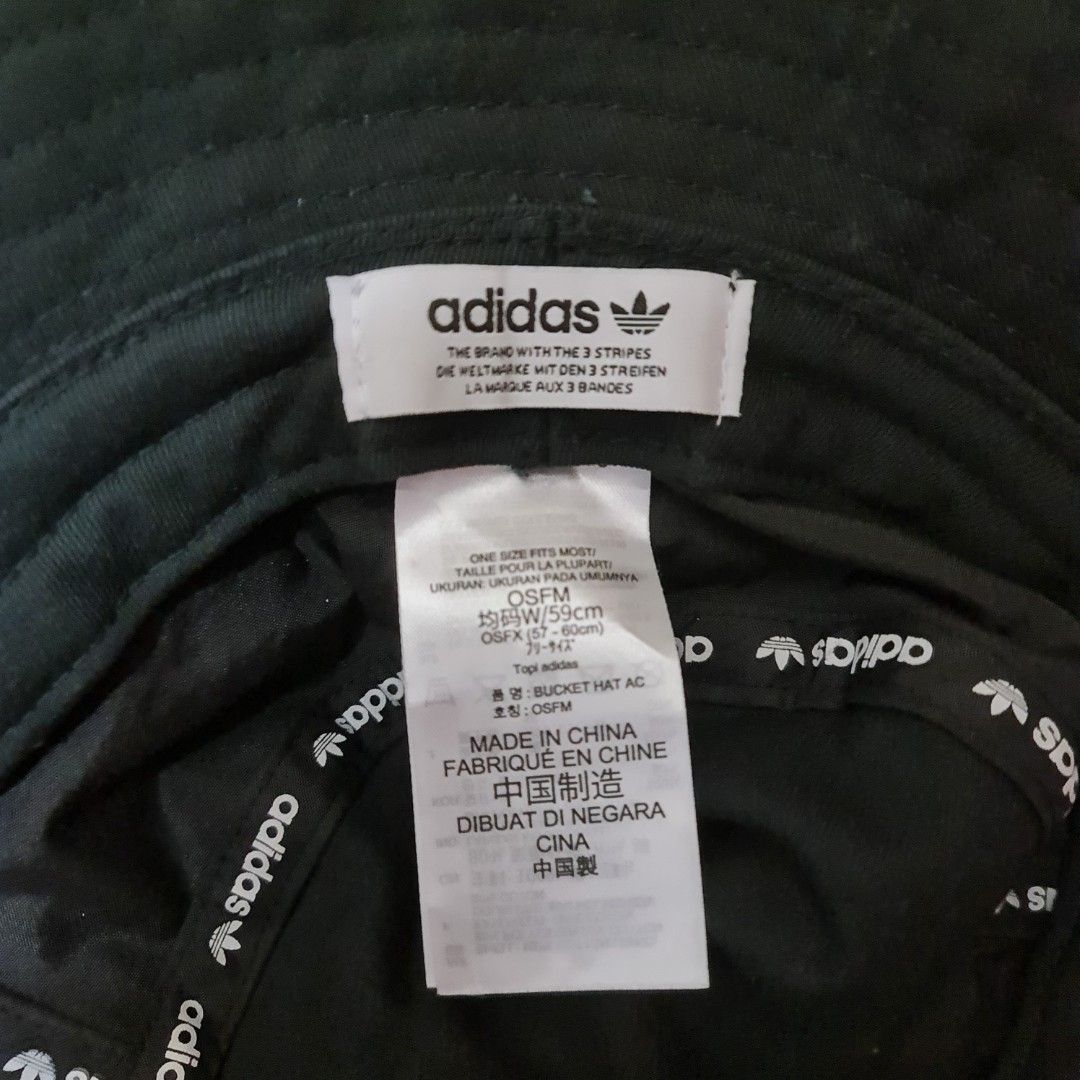 adidas
THE BRAND WITH THE 3 STRIPES
DIE WELTMARKE MIT DEN 3 STREIFEN
LA MARQUE AUX 3 BANDES
ONE SIZE FITS MOST/
TAILLE POUR LA PLUPART/
UKURAN: UKURAN PADA UMUMNYA
OSFM
均码W/59cm
OSFX (57 - 60cm)
フリーサイズ
Topi adidas
품 명 : BUCKET HAT AC
호칭 : OSFM
MADE IN CHINA
FABRIQUÉ EN CHINE
中国制造
DIBUAT DI NEGARA
CINA
中国製
adidas
adidas
adidas
adidas